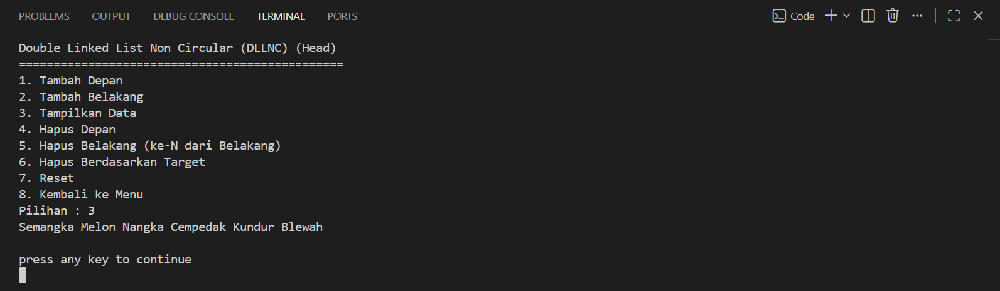 PROBLEMS OUTPUT DEBUG CONSOLE TERMINAL PORTS Code
Double Linked List Non Circular (DLLNC) (Head)
===============================================
1. Tambah Depan
2. Tambah Belakang
3. Tampilkan Data
4. Hapus Depan
5. Hapus Belakang (ke-N dari Belakang)
6. Hapus Berdasarkan Target
7. Reset
8. Kembali ke Menu
Pilihan : 3
Semangka Melon Nangka Cempedak Kundur Blewah
press any key to continue